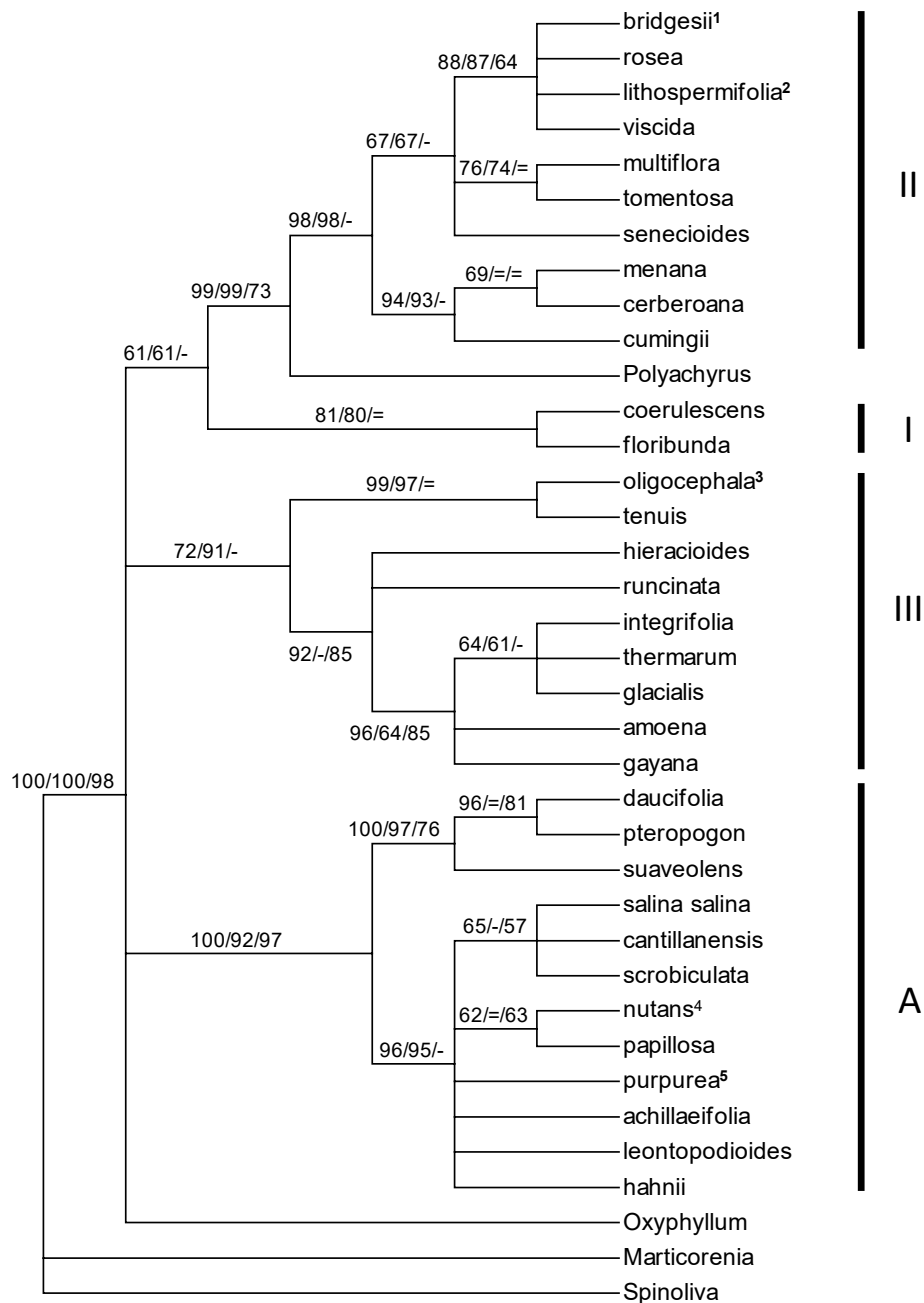 bridgesii¹
88/87/64
rosea
lithospermifolia²
viscida
67/67/-
multiflora
76/74/=
tomentosa
II
98/98/-
senecioides
menana
69/=/=
99/99/73
94/93/-
cerberoana
cumingii
61/61/-
Polyachyrus
coerulescens
81/80/=
I
floribunda
oligocephala³
99/97/=
tenuis
72/91/-
hieracioides
runcinata
III
integrifolia
64/61/-
92/-/85
thermarum
glacialis
amoena
96/64/85
gayana
100/100/98
daucifolia
96/=/81
100/97/76
pteropogon
suaveolens
salina salina
65/-/57
100/92/97
cantillanensis
scrobiculata
A
nutans⁴
62/=/63
papillosa
96/95/-
purpurea⁵
achillaeifolia
leontopodioides
hahnii
Oxyphyllum
Marticorenia
Spinoliva